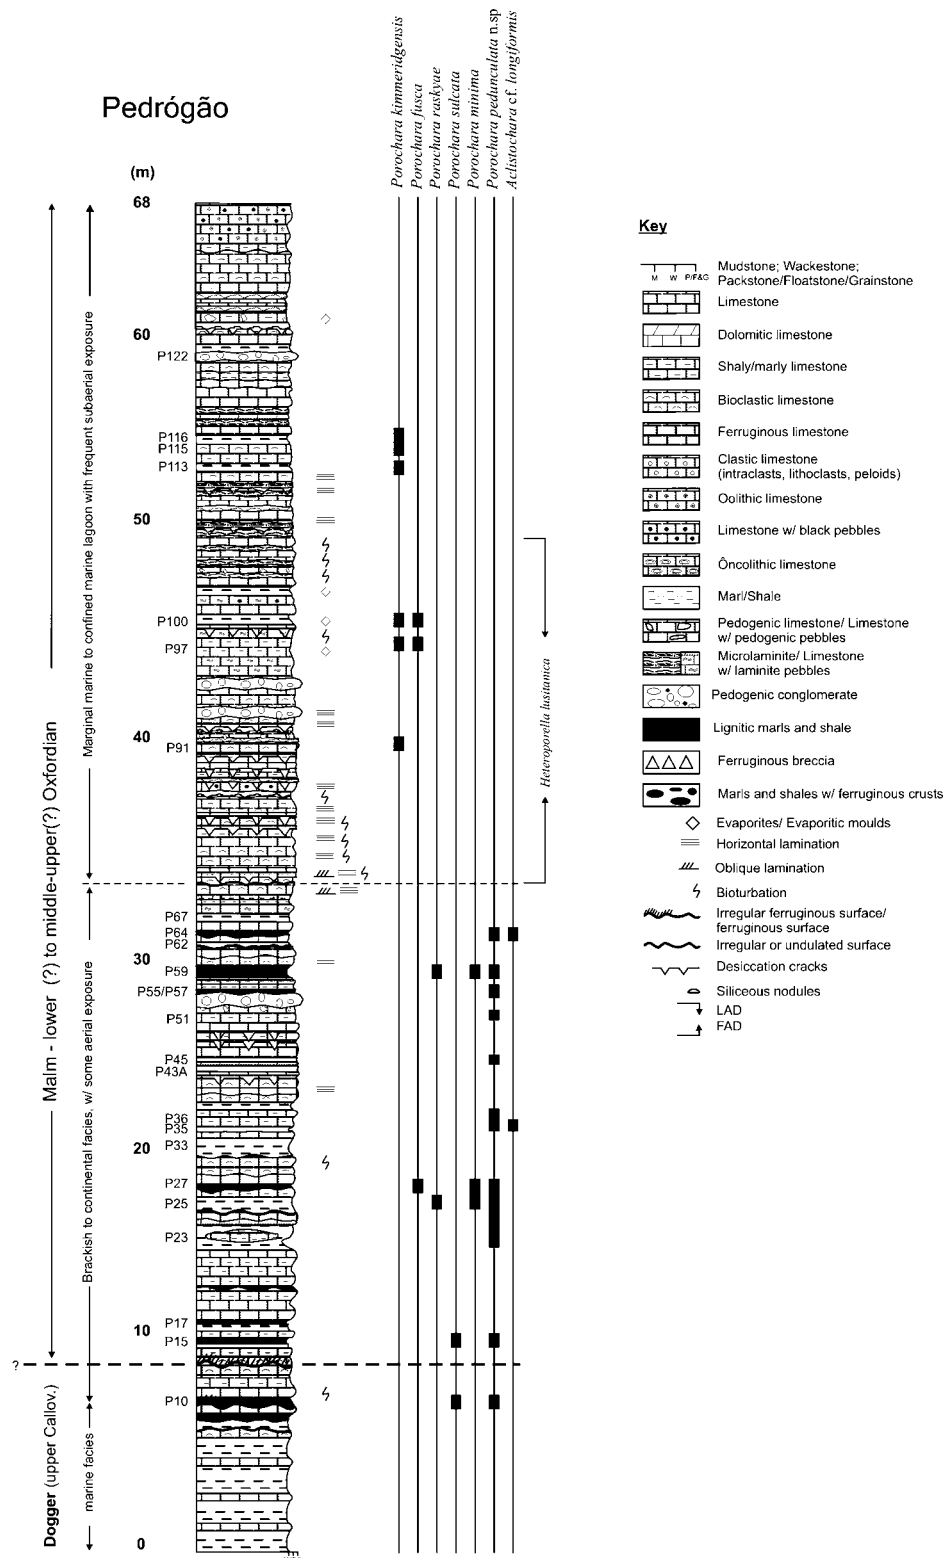 Pedrógão
(m)
68
60
50
40
30
20
10
0
P122
P116
P115
P113
P100
P97
P91
P67
P64
P62
P59
P55/P57
P51
P45
P43A
P36
P35
P33
P27
P25
P23
P17
P15
P10
?
Malm - lower (?) to middle-upper(?) Oxfordian
Dogger (upper Callov.)
Marginal marine to confined marine lagoon with frequent subaerial exposure
Brackish to continental facies, w/ some aerial exposure
marine facies
Porochara kimmeridgensis
Porochara fusca
Porochara raskyae
Porochara sulcata
Porochara minima
Porochara pedunculata n.sp
Aclistochara cf. longiformis
Heteroporella lusitanica
Key
M W P/F&G
Mudstone; Wackestone;
Packstone/Floatstone/Grainstone
Limestone
Dolomitic limestone
Shaly/marly limestone
Bioclastic limestone
Ferruginous limestone
Clastic limestone
(intraclasts, lithoclasts, peloids)
Oolithic limestone
Limestone w/ black pebbles
Ôncolithic limestone
Marl/Shale
Pedogenic limestone/ Limestone
w/ pedogenic pebbles
Microlaminite/ Limestone
w/ laminite pebbles
Pedogenic conglomerate
Lignitic marls and shale
Ferruginous breccia
Marls and shales w/ ferruginous crusts
Evaporites/ Evaporitic moulds
Horizontal lamination
Oblique lamination
Bioturbation
Irregular ferruginous surface/
ferruginous surface
Irregular or undulated surface
Desiccation cracks
Siliceous nodules
LAD
FAD